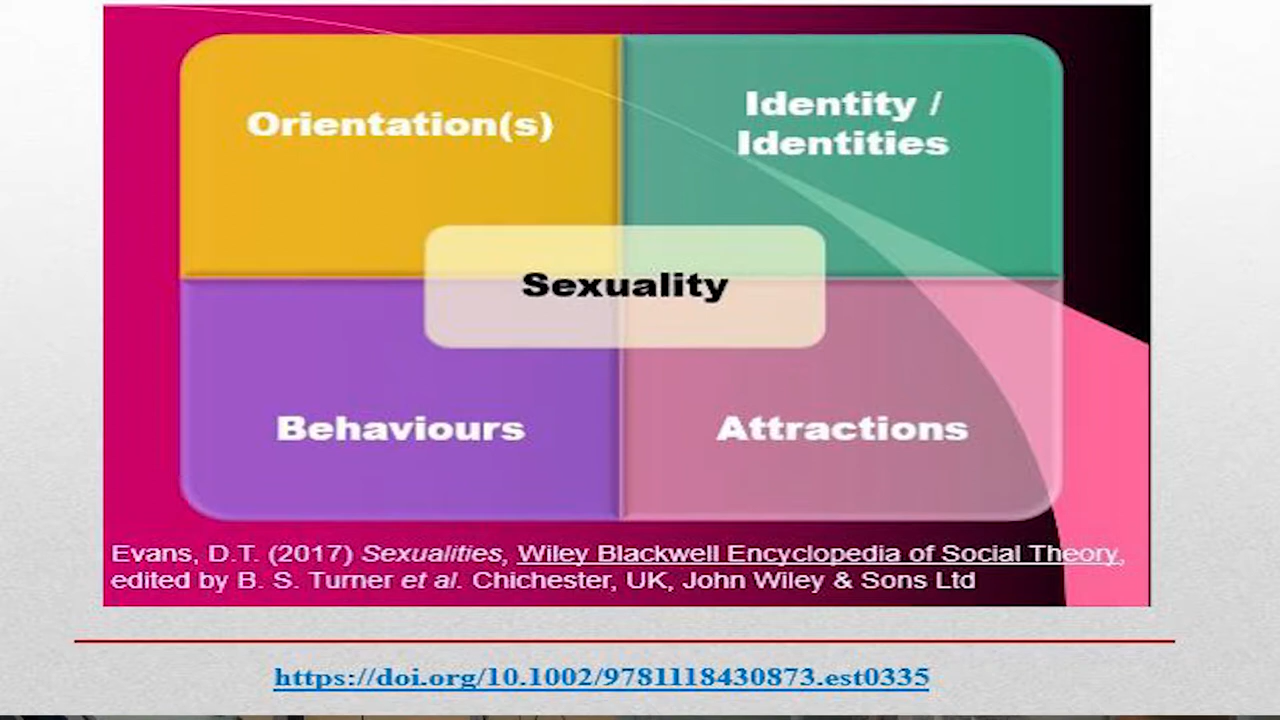 Orientation(s)
Identity /
Identities
Sexuality
Behaviours
Attractions
Evans, D.T. (2017) Sexualities, Wiley Blackwell Encyclopedia of Social Theory,
edited by B. S. Turner et al. Chichester, UK, John Wiley & Sons Ltd
https://doi.org/10.1002/9781118430873.est0335